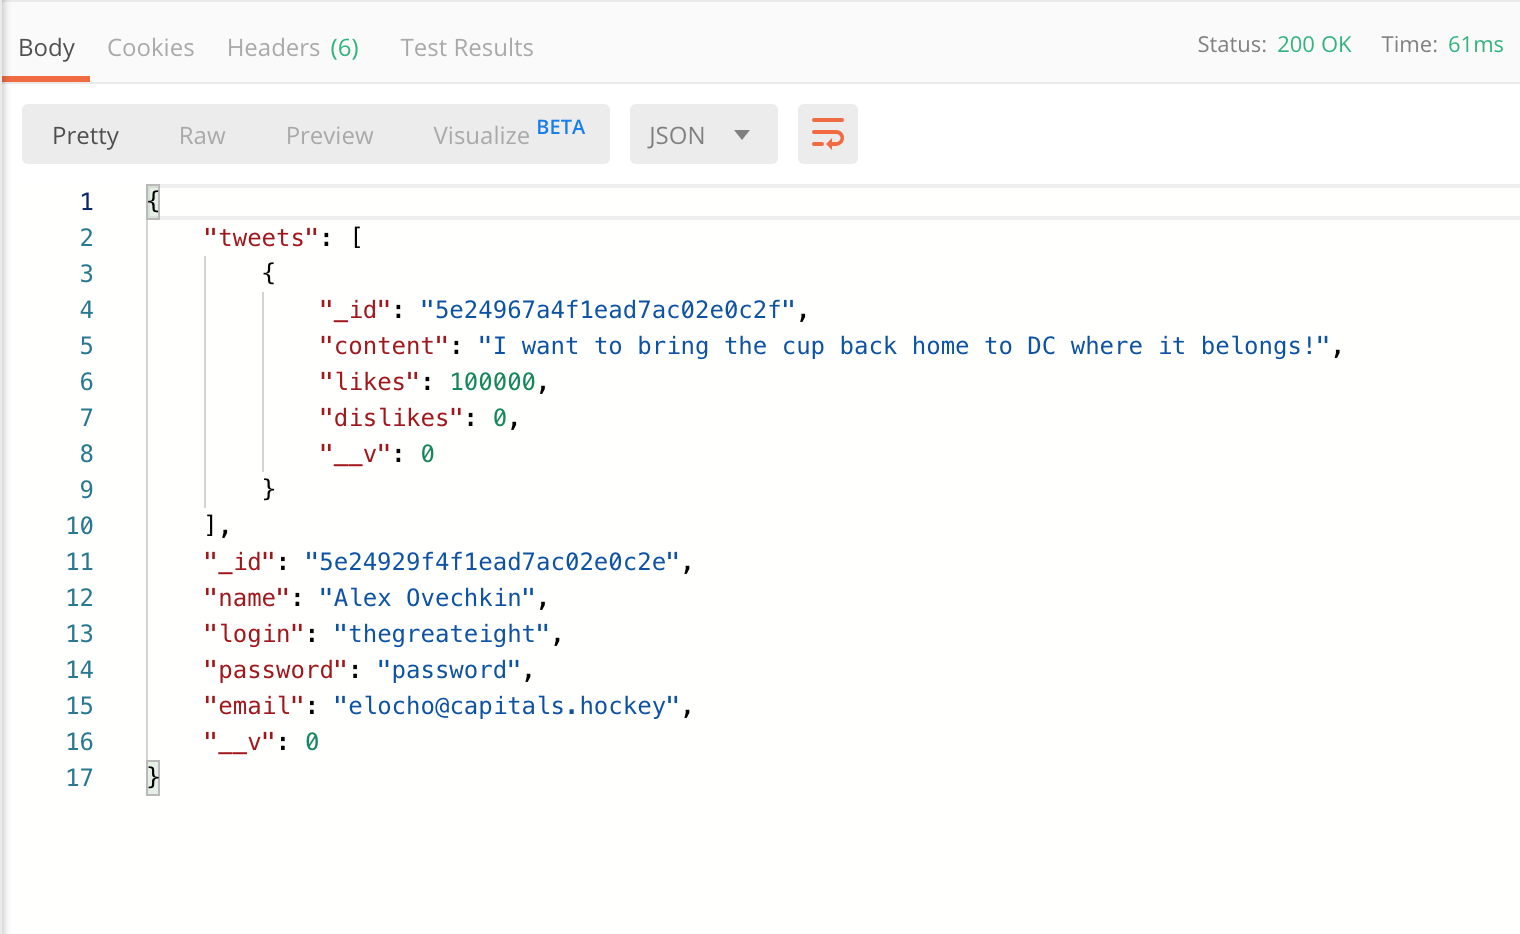 Body Cookies Headers (6) Test Results Status: 200 OK Time: 61ms
Pretty Raw Preview Visualize BETA JSON
1 {
2 "tweets": [
3 {
4 "_id": "5e24967a4f1ead7ac02e0c2f",
5 "content": "I want to bring the cup back home to DC where it belongs!",
6 "likes": 100000,
7 "dislikes": 0,
8 "__v": 0
9 }
10 ],
11 "_id": "5e24929f4f1ead7ac02e0c2e",
12 "name": "Alex Ovechkin",
13 "login": "thegreateight",
14 "password": "password",
15 "email": "elocho@capitals.hockey",
16 "__v": 0
17 }